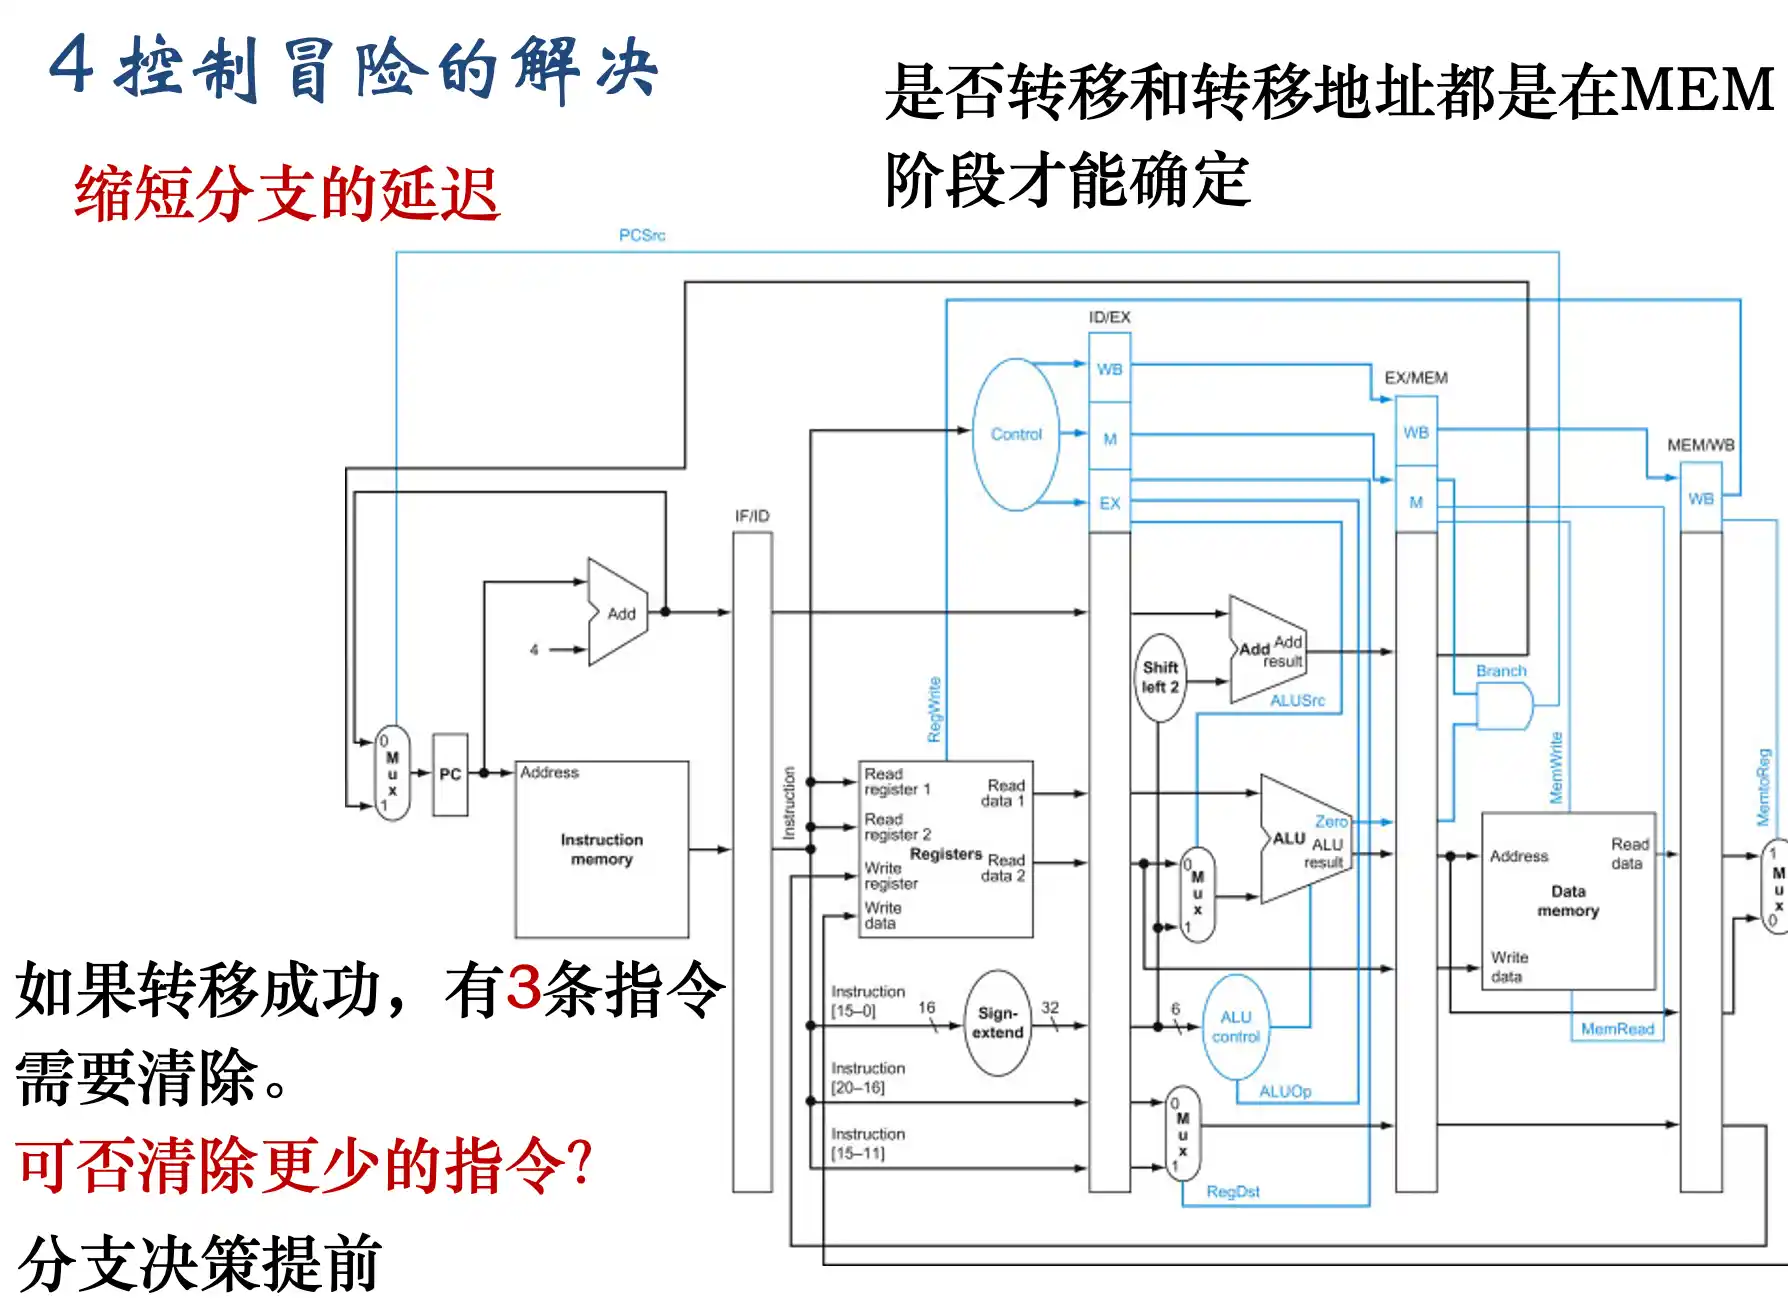 4 控制冒险的解决
是否转移和转移地址都是在MEM
阶段才能确定
缩短分支的延迟
PCSrc
ID/EX
WB
EX/MEM
Control
M
WB
MEM/WB
EX
M
WB
IF/ID
Add
4
Add Add
result
Shift
left 2
Branch
ALUSrc
RegWrite
MemWrite
MemtoReg
0
M
u
x
1
PC
Address
Instruction
memory
Instruction
Read
register 1
Read
register 2
Registers
Write
register
Write
data
Read
data 1
Read
data 2
0
M
u
x
1
Zero
ALU
ALU
result
Address
Read
data
Data
memory
Write
data
1
M
u
x
0
如果转移成功，有3条指令
需要清除。
可否清除更少的指令？
分支决策提前
Instruction
[15–0]
16
Sign-
extend
32
6
ALU
control
MemRead
Instruction
[20–16]
ALUOp
0
M
u
x
1
Instruction
[15–11]
RegDst